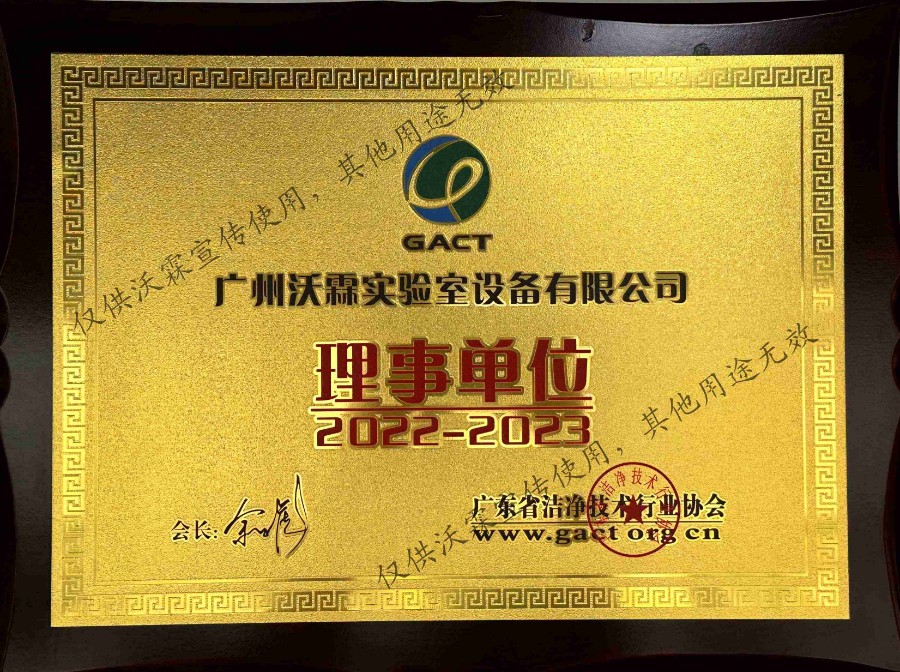 GACT
广州沃霖实验室设备有限公司
理事单位
2022-2023
会长:
广东省洁净技术行业协会
www.gact org cn
仅供沃霖宣传使用，其他用途无效
仅供沃霖宣传使用，其他用途无效